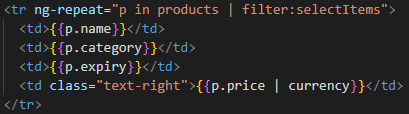 <tr ng-repeat="p in products | filter:selectItems">
  <td>{{p.name}}</td>
  <td>{{p.category}}</td>
  <td>{{p.expiry}}</td>
  <td class="text-right">{{p.price | currency}}</td>
</tr>